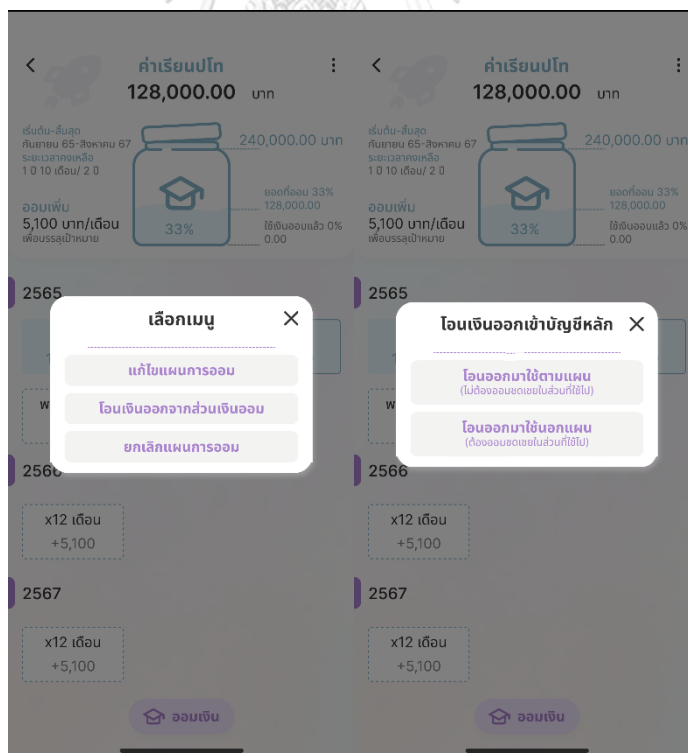 ค่าเรียนปโท
128,000.00 บาท
เริ่มต้น-สิ้นสุด
กันยายน 65-สิงหาคม 67
ระยะเวลาคงเหลือ
1 ปี 10 เดือน/ 2 ปี
240,000.00 บาท
ออมเพิ่ม
5,100 บาท/เดือน
เพื่อบรรลุเป้าหมาย
33%
ยอดที่ออม 33%
128,000.00
ใช้เงินออมแล้ว 0%
0.00
2565
เลือกเมนู
แก้ไขแผนการออม
โอนเงินออกจากส่วนเงินออม
ยกเลิกแผนการออม
2566
x12 เดือน
+5,100
2567
x12 เดือน
+5,100
ออมเงิน
ค่าเรียนปโท
128,000.00 บาท
เริ่มต้น-สิ้นสุด
กันยายน 65-สิงหาคม 67
ระยะเวลาคงเหลือ
1 ปี 10 เดือน/ 2 ปี
240,000.00 บาท
ออมเพิ่ม
5,100 บาท/เดือน
เพื่อบรรลุเป้าหมาย
33%
ยอดที่ออม 33%
128,000.00
ใช้เงินออมแล้ว 0%
0.00
2565
โอนเงินออกเข้าบัญชีหลัก
โอนออกมาใช้ตามแผน
(ไม่ต้องออมชดเชยในส่วนที่ใช้ไป)
โอนออกมาใช้นอกแผน
(ต้องออมชดเชยในส่วนที่ใช้ไป)
2566
x12 เดือน
+5,100
2567
x12 เดือน
+5,100
ออมเงิน